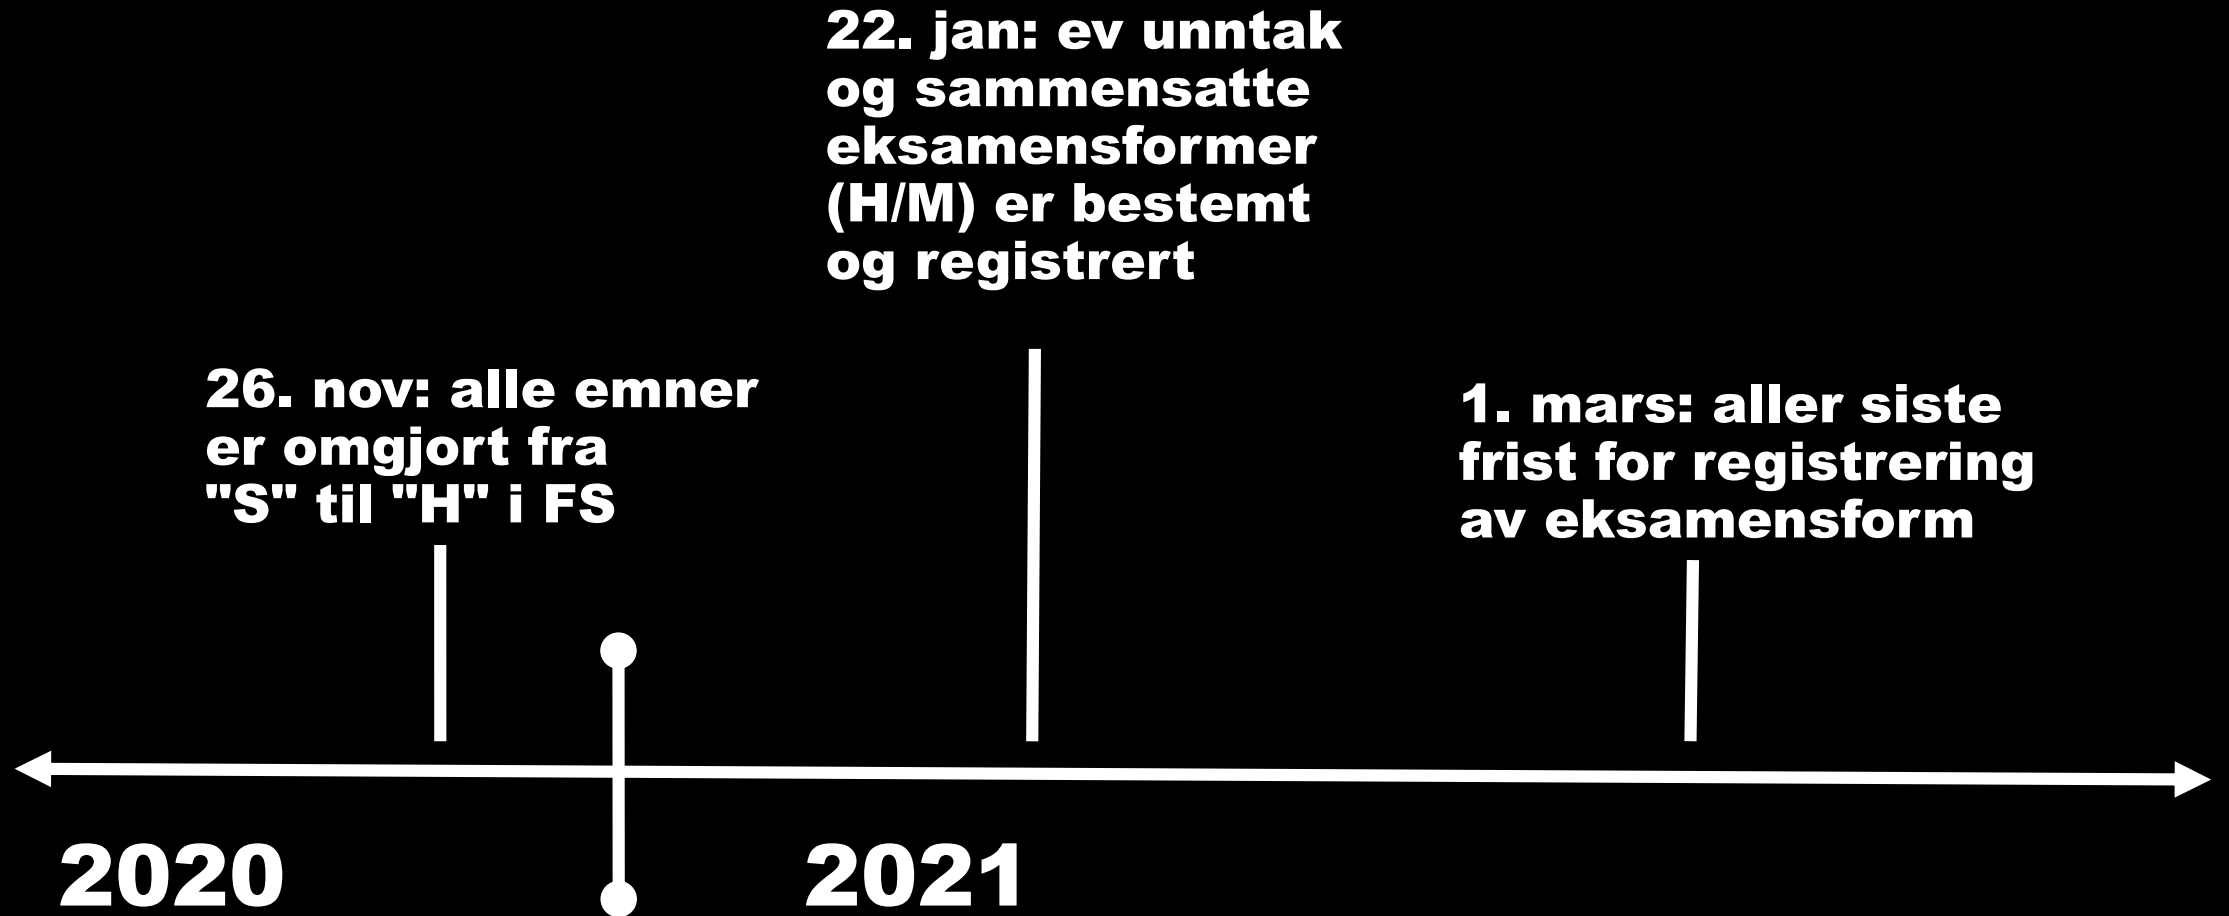 22. jan: ev unntak
og sammensatte
eksamensformer
(H/M) er bestemt
og registrert
26. nov: alle emner
er omgjort fra
"S" til "H" i FS
1. mars: aller siste
frist for registrering
av eksamensform
2020
2021